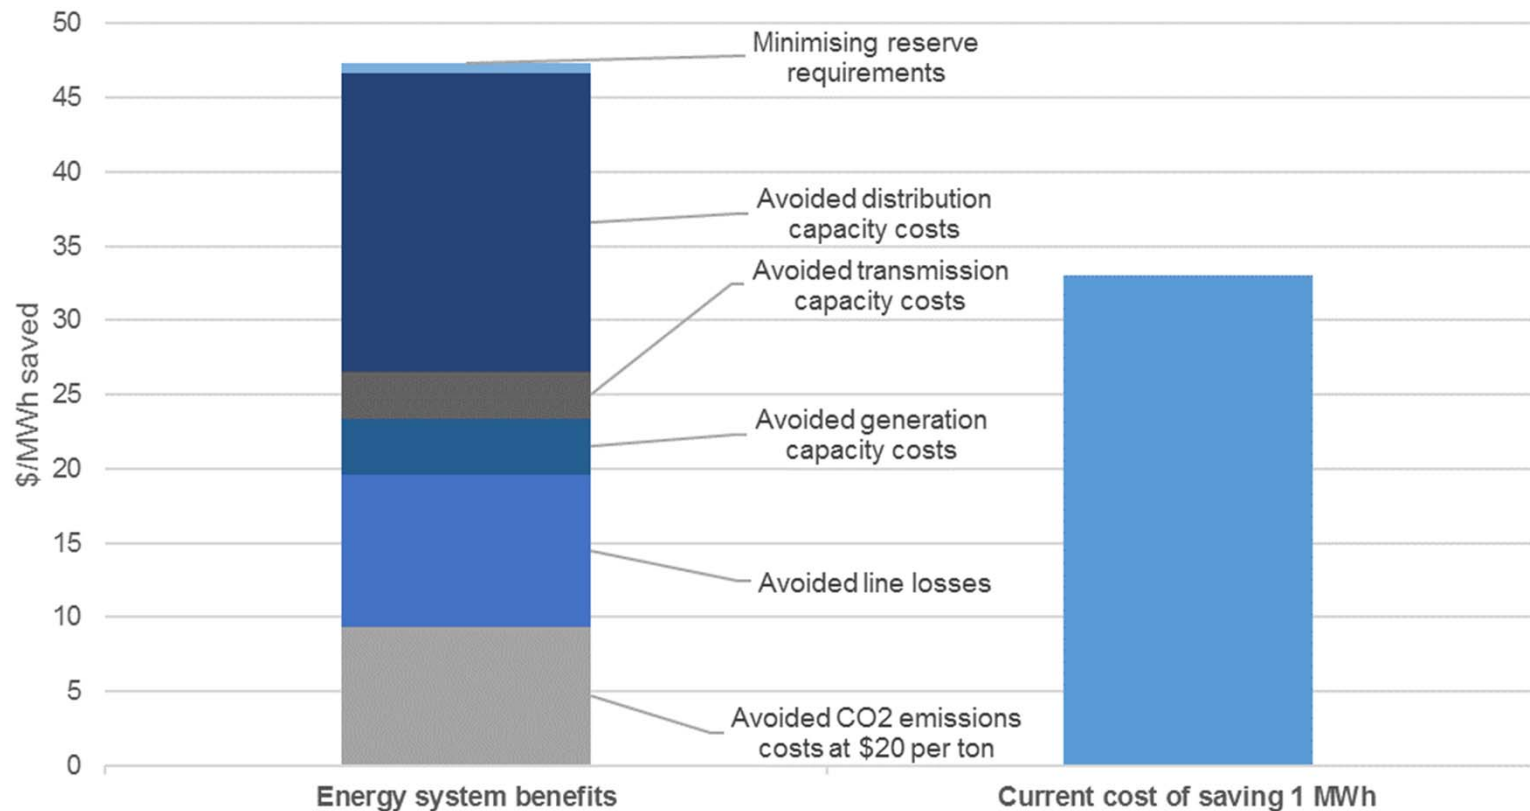 50
45
40
35
30
25
20
15
10
5
0
$/MWh saved
Minimising reserve
requirements
Avoided distribution
capacity costs
Avoided transmission
capacity costs
Avoided generation
capacity costs
Avoided line losses
Avoided CO2 emissions
costs at $20 per ton
Energy system benefits
Current cost of saving 1 MWh